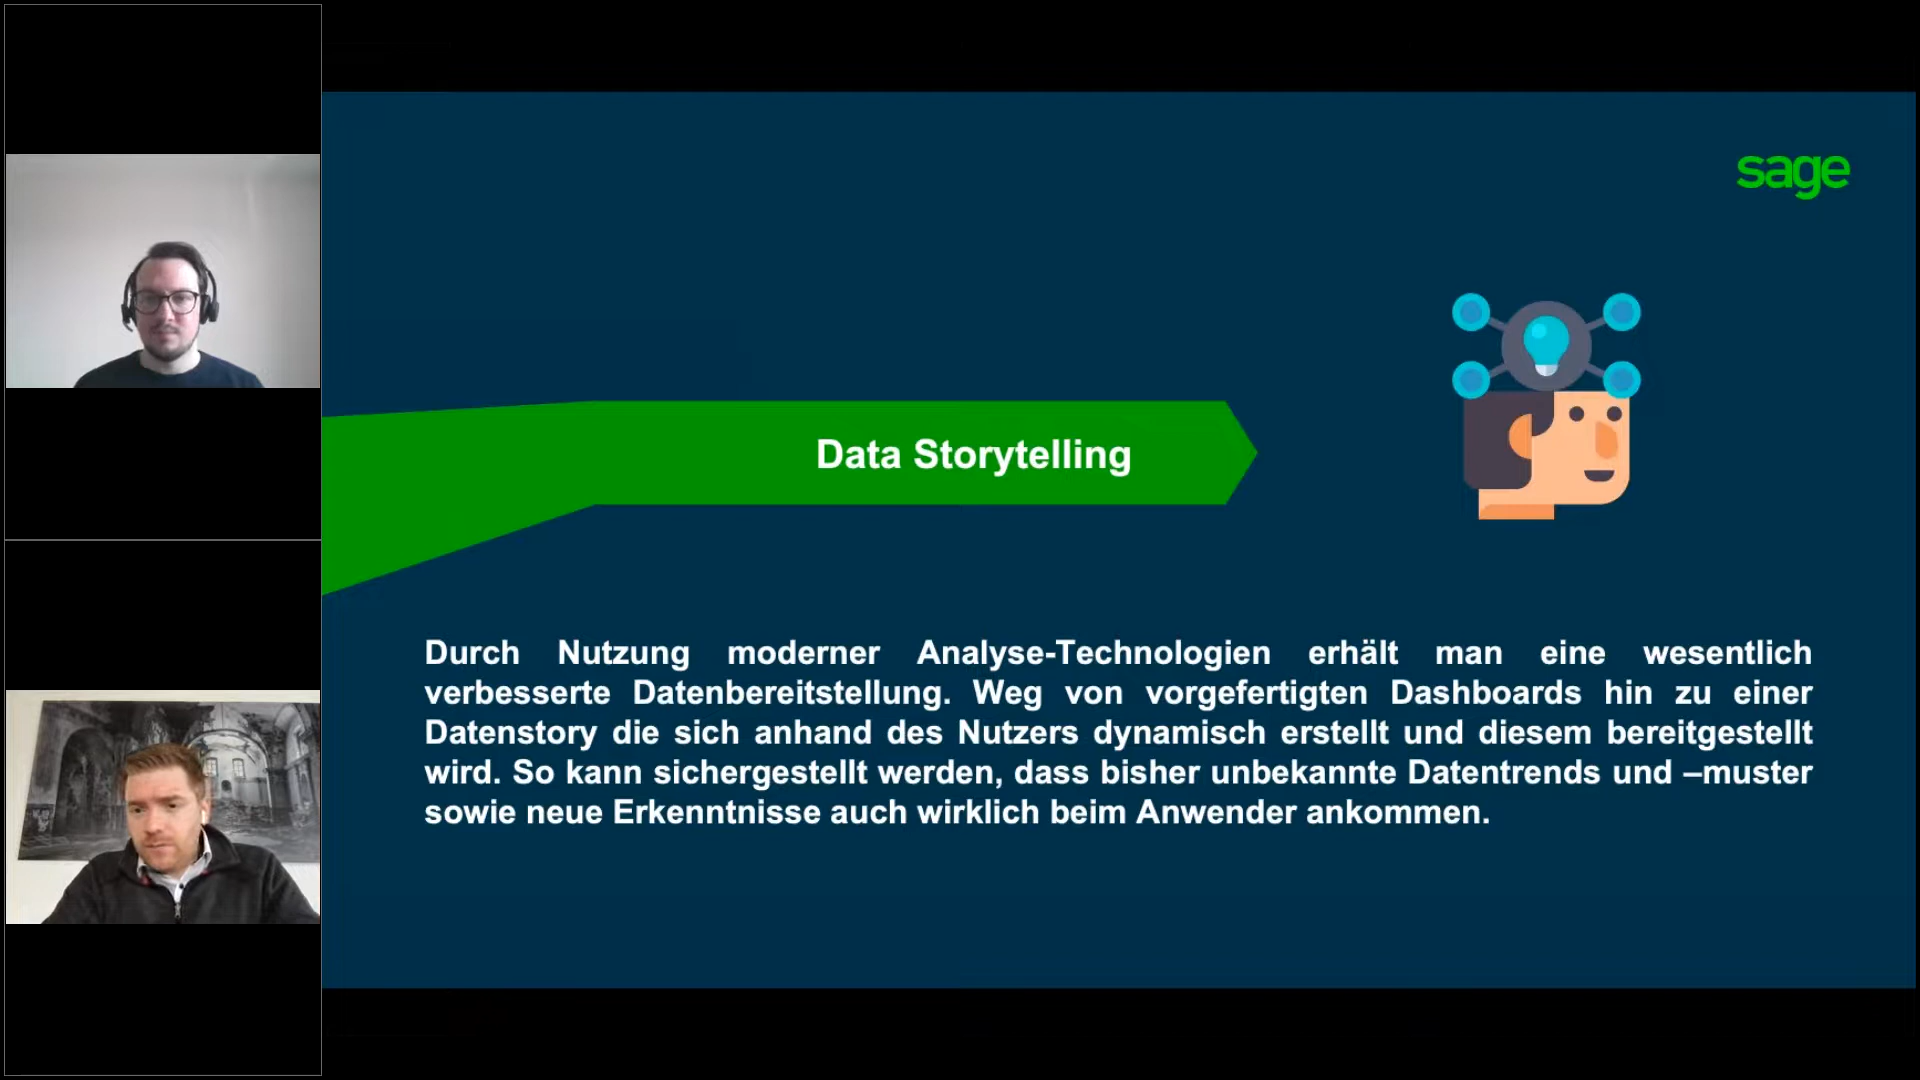 sage
Data Storytelling
Durch Nutzung moderner Analyse-Technologien erhält man eine wesentlich
verbesserte Datenbereitstellung. Weg von vorgefertigten Dashboards hin zu einer
Datenstory die sich anhand des Nutzers dynamisch erstellt und diesem bereitgestellt
wird. So kann sichergestellt werden, dass bisher unbekannte Datentrends und –muster
sowie neue Erkenntnisse auch wirklich beim Anwender ankommen.